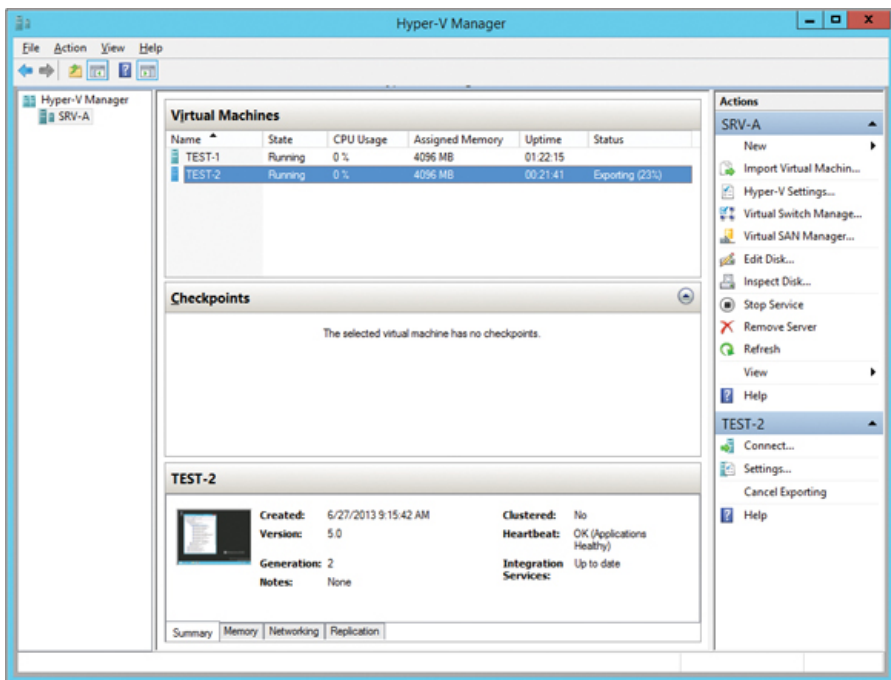 Hyper-V Manager
File Action View Help
Hyper-V Manager
SRV-A
Virtual Machines
Name State CPU Usage Assigned Memory Uptime Status
TEST-1 Running 0 % 4096 MB 01:22:15
TEST-2 Running 0 % 4096 MB 00:21:41 Exporting (23%)
Checkpoints
The selected virtual machine has no checkpoints.
TEST-2
Created: 6/27/2013 9:15:42 AM Clustered: No
Version: 5.0 Heartbeat: OK (Applications
Healthy)
Generation: 2 Integration Up to date
Services:
Notes: None
Summary Memory Networking Replication
Actions
SRV-A
New
Import Virtual Machin...
Hyper-V Settings...
Virtual Switch Manage...
Virtual SAN Manager...
Edit Disk...
Inspect Disk...
Stop Service
Remove Server
Refresh
View
Help
TEST-2
Connect...
Settings...
Cancel Exporting
Help